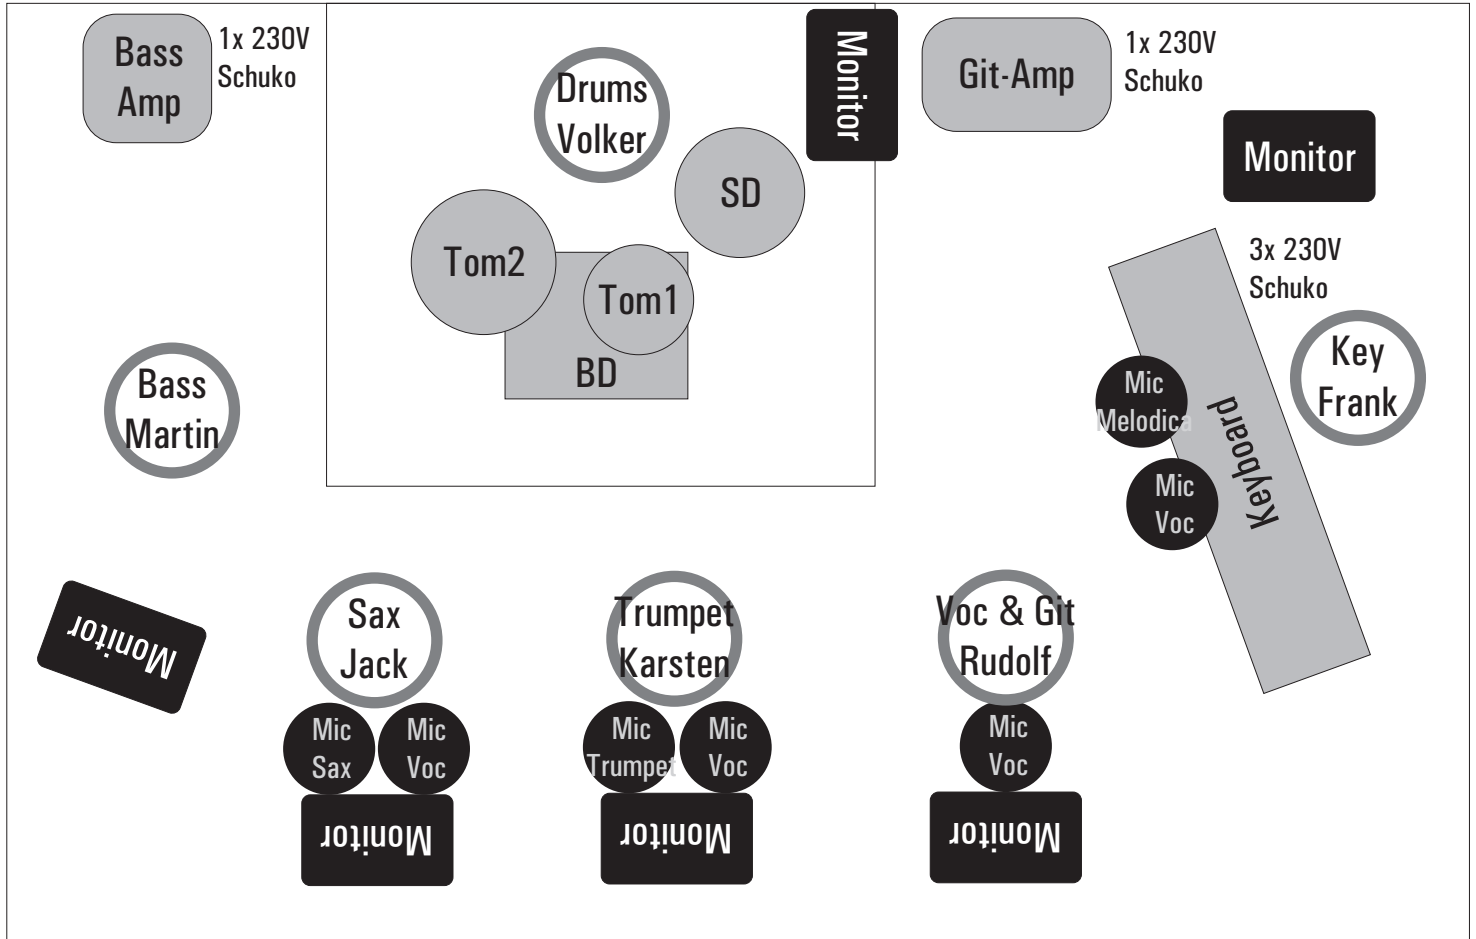 Bass
Amp
1x 230V
Schuko
Drums
Volker
Monitor
Git-Amp
1x 230V
Schuko
Monitor
SD
Tom2
Tom1
BD
3x 230V
Schuko
Bass
Martin
Key
Frank
Mic
Melodica
Keyboard
Mic
Voc
Monitor
Sax
Jack
Trumpet
Karsten
Voc & Git
Rudolf
Mic
Sax
Mic
Voc
Mic
Trumpet
Mic
Voc
Mic
Voc
Monitor
Monitor
Monitor